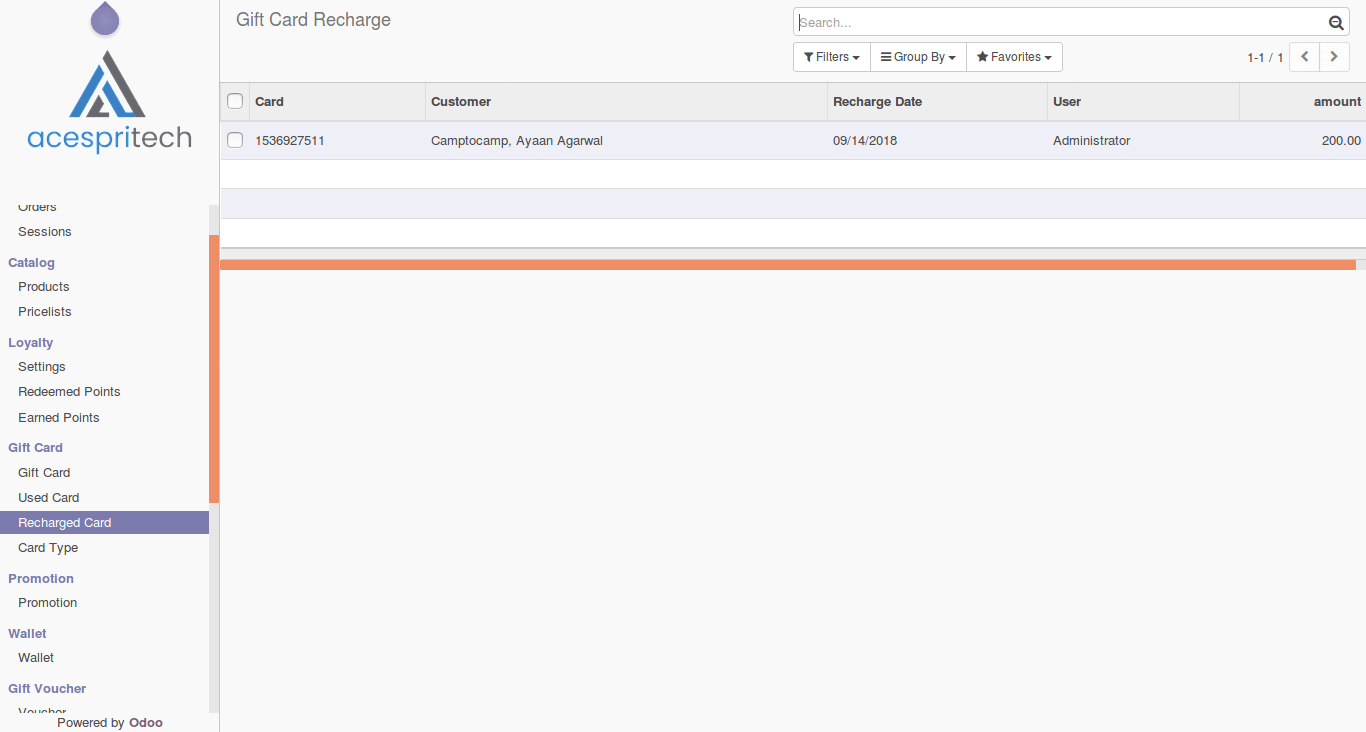 acespritech
Orders
Sessions
Catalog
Products
Pricelists
Loyalty
Settings
Redeemed Points
Earned Points
Gift Card
Gift Card
Used Card
Recharged Card
Card Type
Promotion
Promotion
Wallet
Wallet
Gift Voucher
Voucher
Powered by Odoo
Gift Card Recharge
Search...
Filters Group By Favorites 1-1 / 1
Card Customer Recharge Date User amount
1536927511 Camptocamp, Ayaan Agarwal 09/14/2018 Administrator 200.00